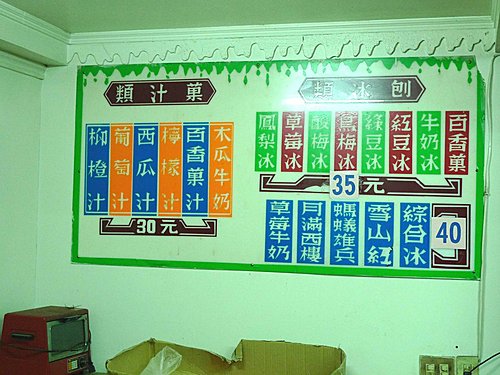 刨冰類
百香菓
牛奶冰
紅豆冰
綠豆冰
烏梅冰
酸梅冰
草莓冰
鳳梨冰
35元
綜合冰
雪山紅
螞蟻雄兵
月滿西樓
草莓牛奶
40
菓汁類
木瓜牛奶
百香菓汁
檸檬汁
西瓜汁
葡萄汁
柳橙汁
30元